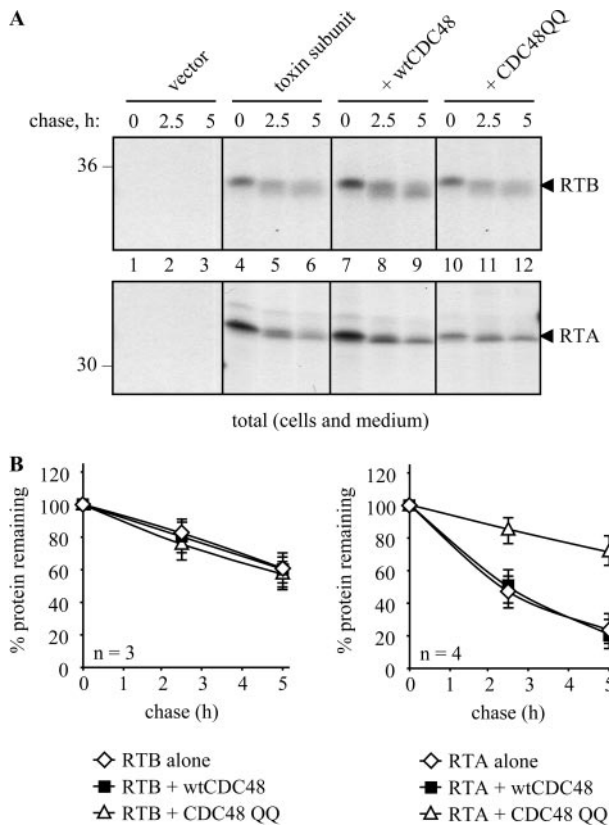 A
vector toxin subunit + wtCDC48 + CDC48QQ
chase, h: 0 2.5 5 0 2.5 5 0 2.5 5 0 2.5 5
36
RTB
1 2 3 4 5 6 7 8 9 10 11 12
RTA
30
total (cells and medium)
B
% protein remaining
120
100
80
60
40
20
0
n = 3
0 1 2 3 4 5
chase (h)
RTB alone
RTB + wtCDC48
RTB + CDC48 QQ
% protein remaining
120
100
80
60
40
20
0
n = 4
0 1 2 3 4 5
chase (h)
RTA alone
RTA + wtCDC48
RTA + CDC48 QQ